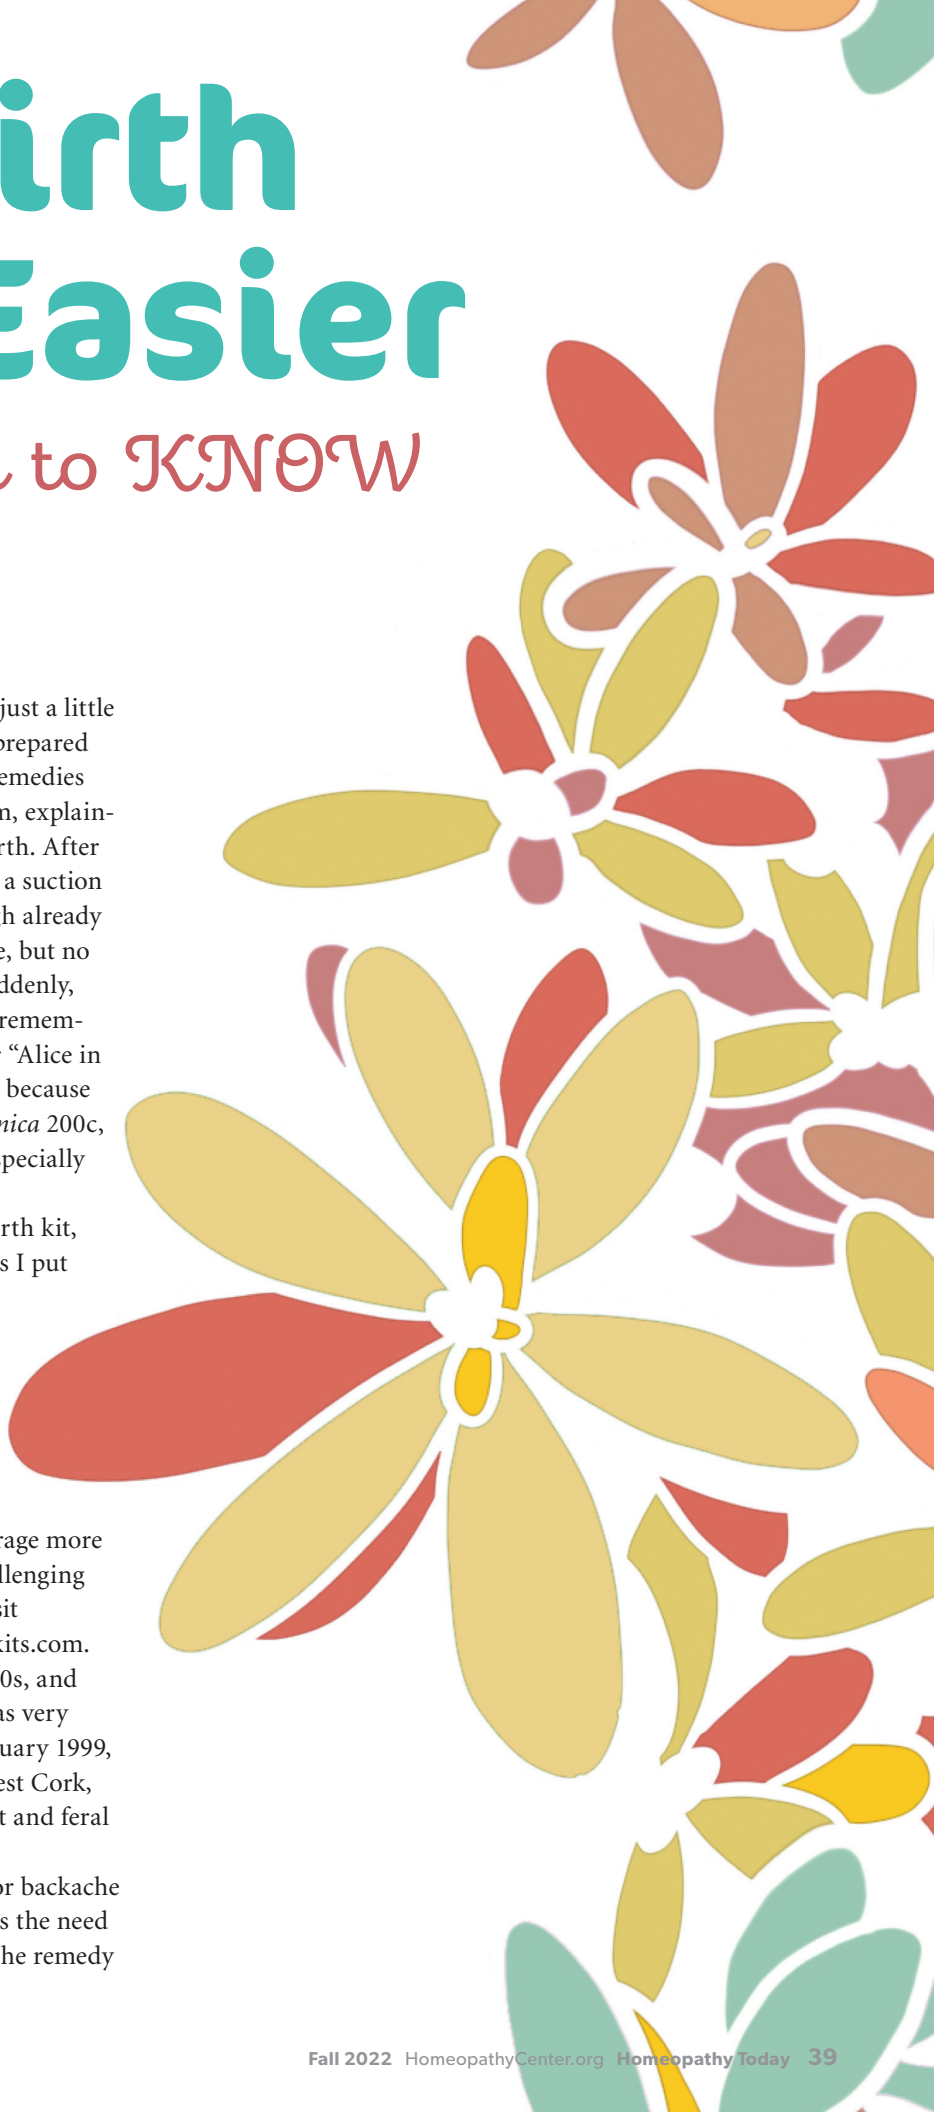 irth
Easier
to KNOW
just a little
prepared
emedies
m, explain-
rth. After
a suction
gh already
e, but no
ddenly,
remem-
“Alice in
because
nica 200c,
specially
rth kit,
s I put
rage more
llenging
sit
kits.com.
0s, and
as very
uary 1999,
est Cork,
t and feral
or backache
s the need
he remedy
Fall 2022 HomeopathyCenter.org Homeopathy Today 39